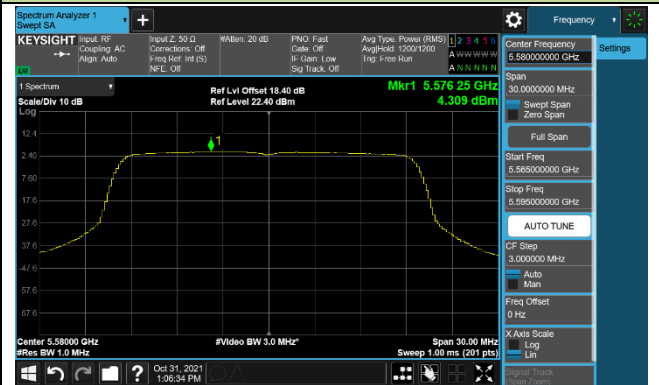 Spectrum Analyzer 1
Swept SA
Frequency
KEYSIGHT
Input: RF
Coupling: AC
Align: Auto
Input Z: 50 Ω
Corrections: Off
Freq Ref: Int (S)
NFE: Off
#Atten: 20 dB
PNO: Fast
Gate: Off
IF Gain: Low
Sig Track: Off
Avg Type: Power (RMS)
Avg|Hold: 1200/1200
Trig: Free Run
1 2 3 4 5 6
A W W W W W
A N N N N N
LXI
1 Spectrum
Scale/Div 10 dB
Log
Ref Lvl Offset 18.40 dB
Ref Level 22.40 dBm
Mkr1 5.576 25 GHz
4.309 dBm
1
12.4
2.40
-7.60
-17.6
-27.6
-37.6
-47.6
-57.6
-67.6
Center 5.58000 GHz
#Res BW 1.0 MHz
#Video BW 3.0 MHz*
Span 30.00 MHz
Sweep 1.00 ms (201 pts)
Oct 31, 2021
1:06:34 PM
Center Frequency
5.580000000 GHz
Span
30.0000000 MHz
Swept Span
Zero Span
Full Span
Start Freq
5.565000000 GHz
Stop Freq
5.595000000 GHz
AUTO TUNE
CF Step
3.000000 MHz
Auto
Man
Freq Offset
0 Hz
X Axis Scale
Log
Lin
Signal Track
(Span Zoom)
Settings